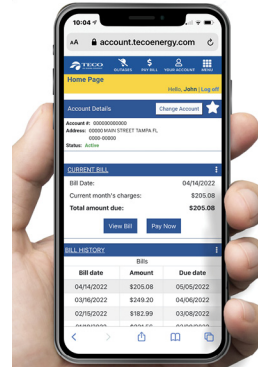 10:04
AA account.tecoenergy.com
TECO
OUTAGES PAY BILL YOUR ACCOUNT MENU
Home Page
Hello, John | Log off
Account Details Change Account
Account #: 000000000000
Address: 00000 MAIN STREET TAMPA FL
00000-0000
Status: Active
CURRENT BILL
Bill Date: 04/14/2022
Current month's charges: $205.08
Total amount due: $205.08
View Bill Pay Now
BILL HISTORY
Bills
Bill date Amount Due date
04/14/2022 $205.08 05/05/2022
03/16/2022 $249.20 04/06/2022
02/15/2022 $182.99 03/08/2022